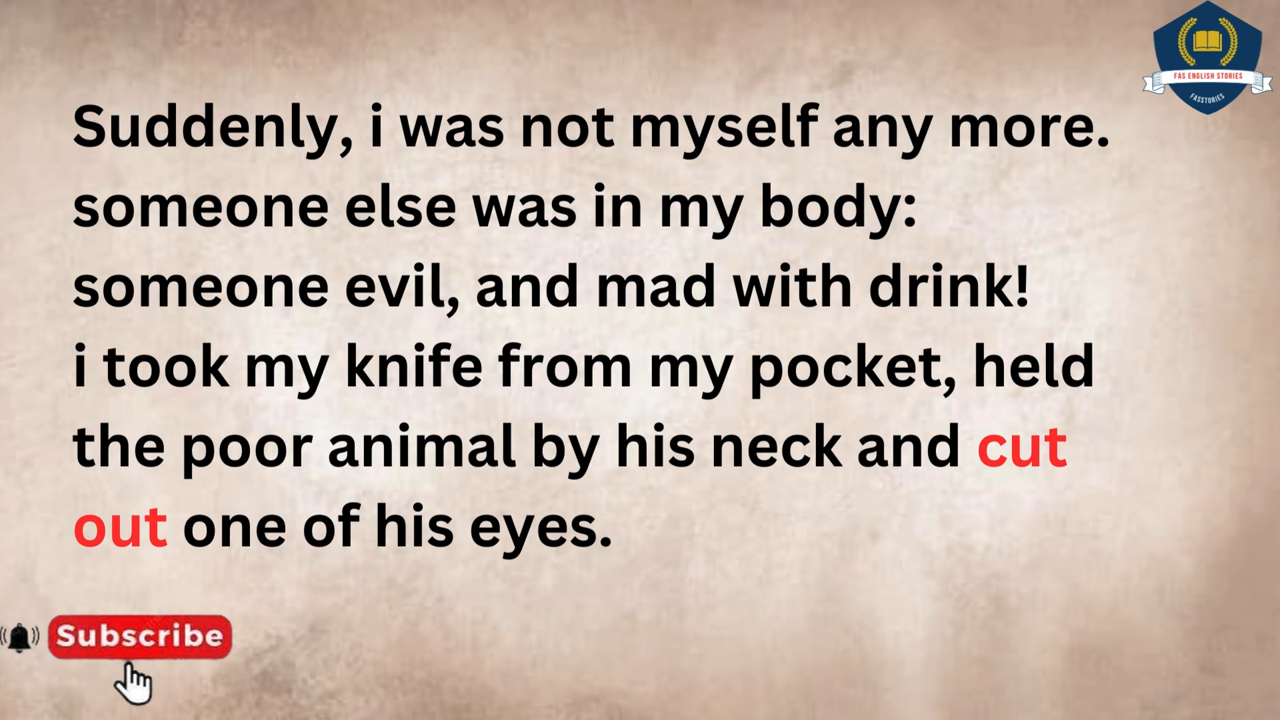 FAS ENGLISH STORIES
FASSTORIES
Suddenly, i was not myself any more.
someone else was in my body:
someone evil, and mad with drink!
i took my knife from my pocket, held
the poor animal by his neck and cut
out one of his eyes.
Subscribe